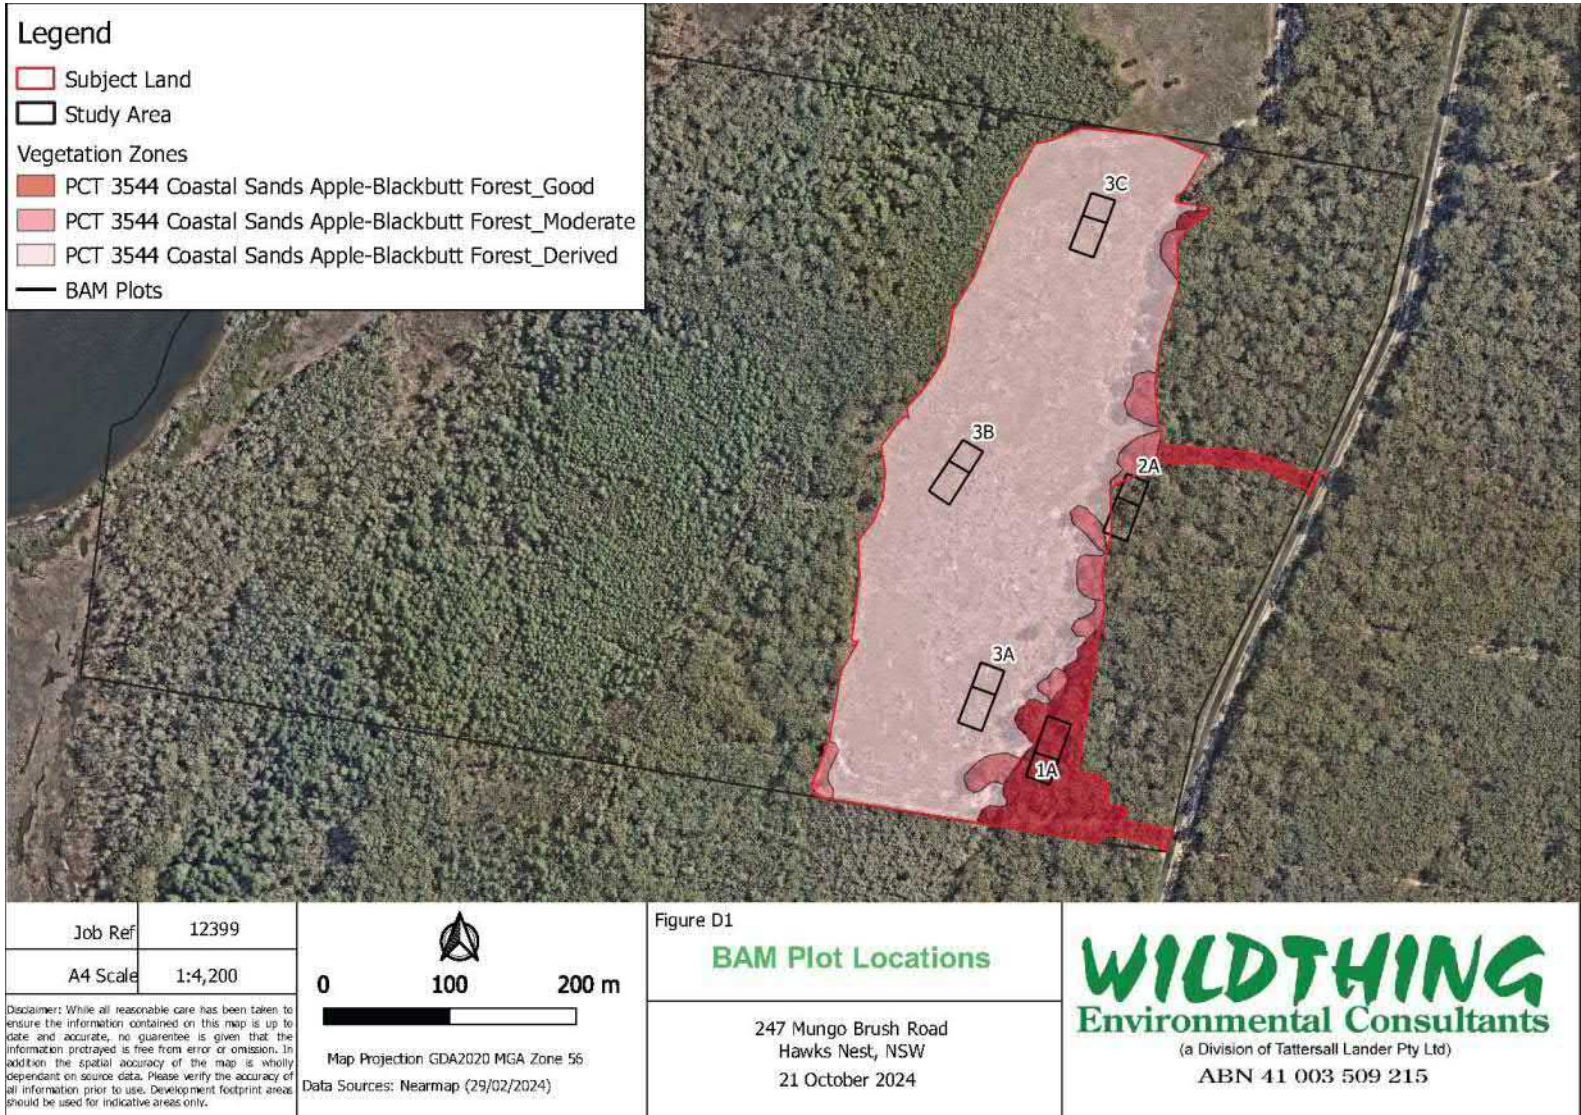 Legend
Subject Land
Study Area
Vegetation Zones
PCT 3544 Coastal Sands Apple-Blackbutt Forest_Good
PCT 3544 Coastal Sands Apple-Blackbutt Forest_Moderate
PCT 3544 Coastal Sands Apple-Blackbutt Forest_Derived
BAM Plots
3C
3B
2A
3A
1A
Job Ref 12399
A4 Scale 1:4,200
Disclaimer: While all reasonable care has been taken to
ensure the information contained on this map is up to
date and accurate, no guarentee is given that the
information protrayed is free from error or omission. In
addition the spatial accuracy of the map is wholly
dependant on source data. Please verify the accuracy of
all information prior to use. Development footprint areas
should be used for indicative areas only.
0 100 200 m
Map Projection GDA2020 MGA Zone 56
Data Sources: Nearmap (29/02/2024)
Figure D1
BAM Plot Locations
247 Mungo Brush Road
Hawks Nest, NSW
21 October 2024
WILDTHING
Environmental Consultants
(a Division of Tattersall Lander Pty Ltd)
ABN 41 003 509 215